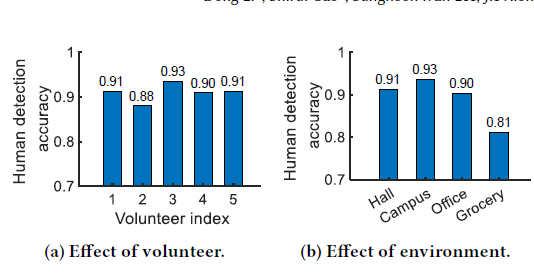 Human detection
accuracy
1
0.9
0.8
0.7
0.91
0.88
0.93
0.90
0.91
1
2
3
4
5
Volunteer index
(a) Effect of volunteer.
Human detection
accuracy
1
0.9
0.8
0.7
0.91
0.93
0.90
0.81
Hall
Campus
Office
Grocery
(b) Effect of environment.